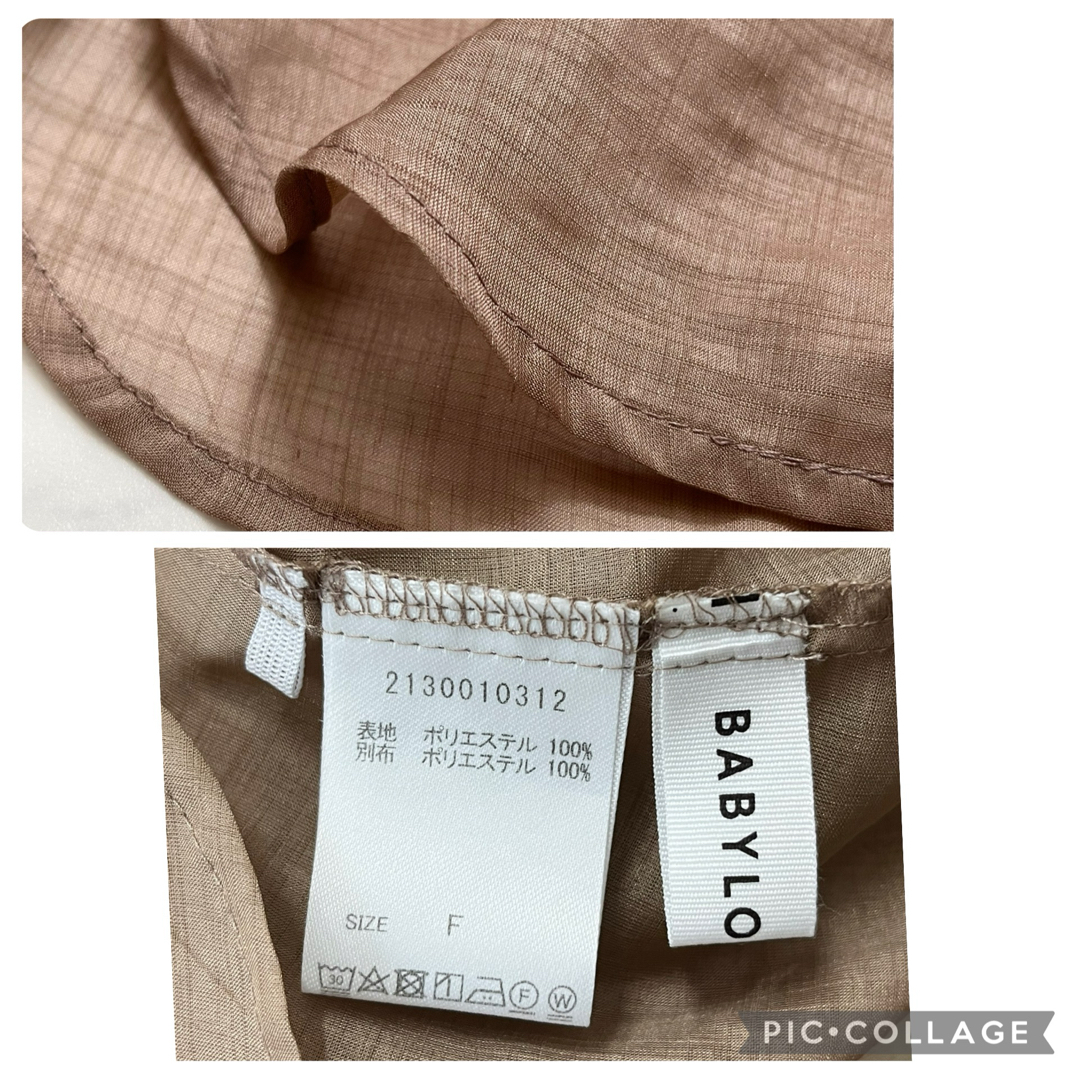 2130010312
表地 ポリエステル 100%
別布 ポリエステル 100%
SIZE F
30
F
W
BABYLO
PIC•COLLAGE